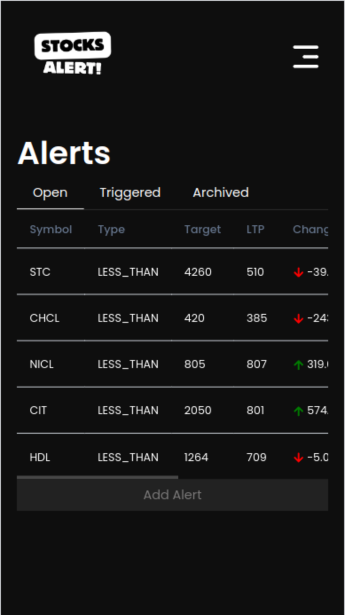 STOCKS
ALERT!
Alerts
Open Triggered Archived
Symbol Type Target LTP Chang
STC LESS_THAN 4260 510 -39.
CHCL LESS_THAN 420 385 -24
NICL LESS_THAN 805 807 319.
CIT LESS_THAN 2050 801 574.
HDL LESS_THAN 1264 709 -5.0
Add Alert